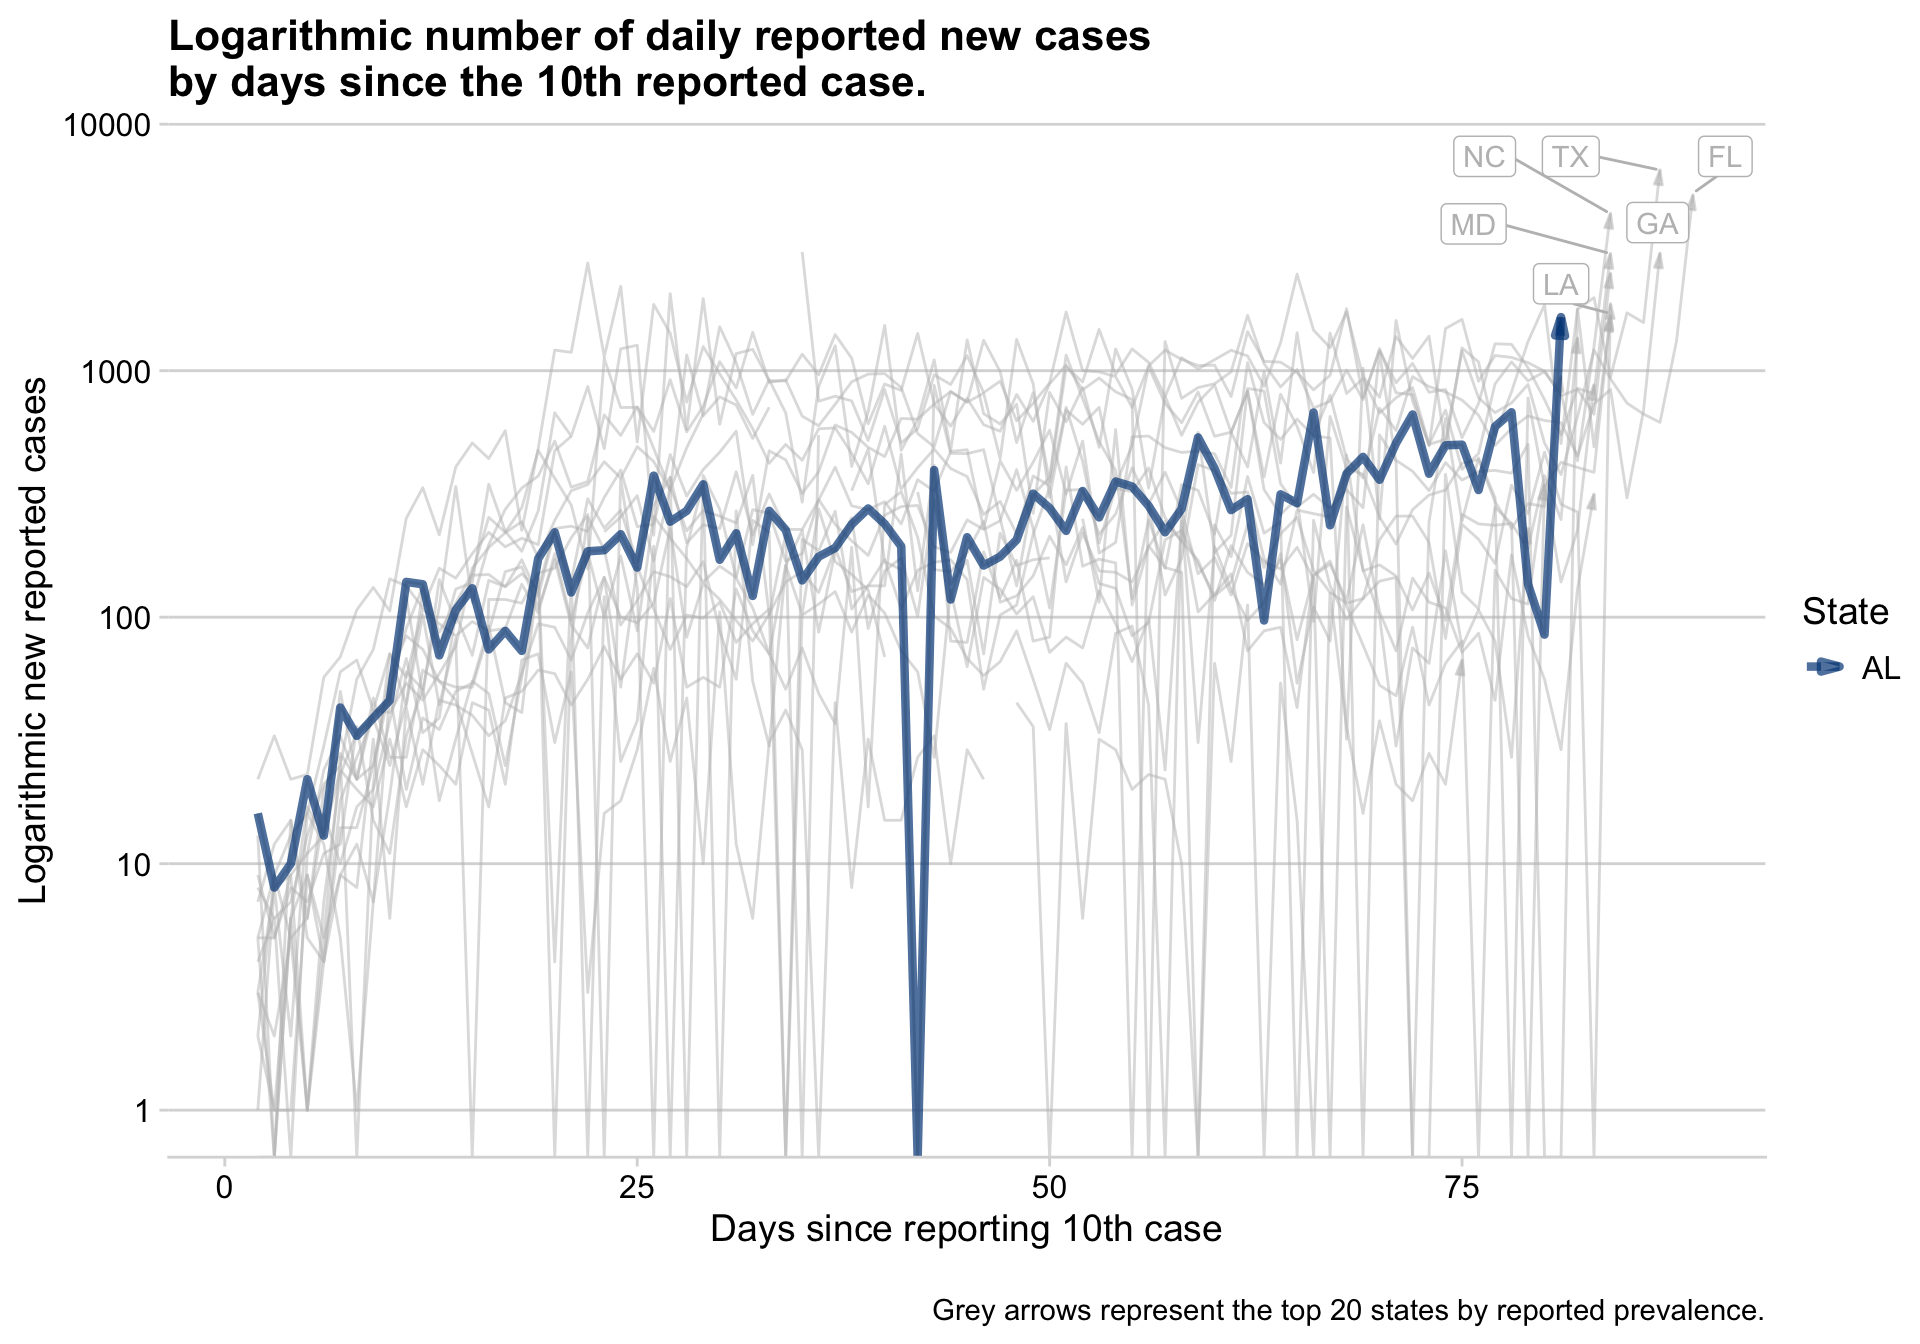 Logarithmic number of daily reported new cases
by days since the 10th reported case.
10000
1000
100
10
1
Logarithmic new reported cases
NC
TX
FL
MD
GA
LA
State
AL
0
25
50
75
Days since reporting 10th case
Grey arrows represent the top 20 states by reported prevalence.